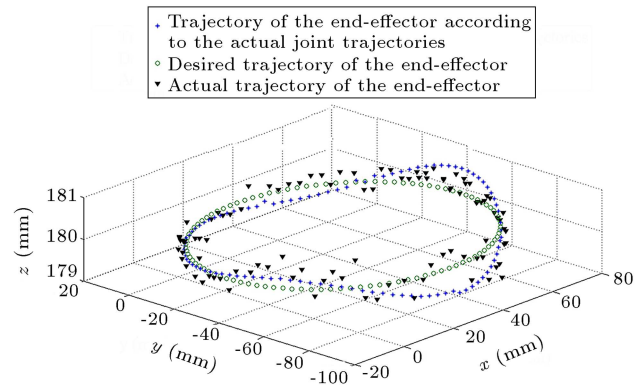 Trajectory of the end-effector according
to the actual joint trajectories
Desired trajectory of the end-effector
Actual trajectory of the end-effector
181
180
179
z (mm)
20
0
-20
-40
-60
-80
-100
y (mm)
-20
0
20
40
60
80
x (mm)